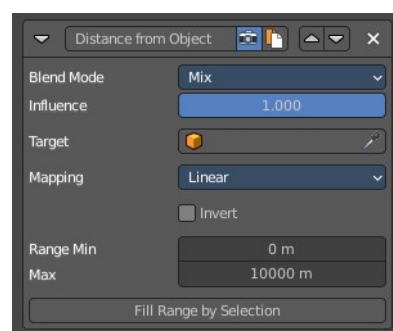 Distance from Object
Blend Mode Mix
Influence 1.000
Target
Mapping Linear
Invert
Range Min 0 m
Max 10000 m
Fill Range by Selection